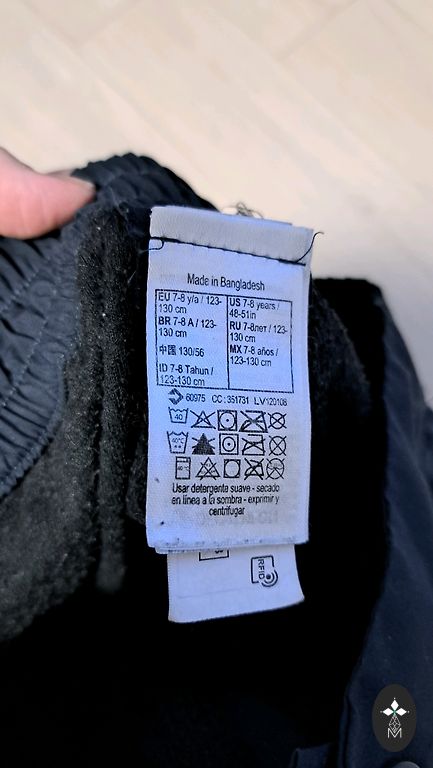 Made in Bangladesh
EU 7-8 y/a / 123-
130 cm
BR 7-8 A / 123-
130 cm
中国 130/56
ID 7-8 Tahun /
123-130 cm
US 7-8 years /
48-51in
RU 7-8лет / 123-
130 cm
MX 7-8 años /
123-130 cm
60975 CC: 351731 LV120108
40
40°C
Usar detergente suave - secado
en línea a la sombra - exprimir y
centrifugar
RFID
M